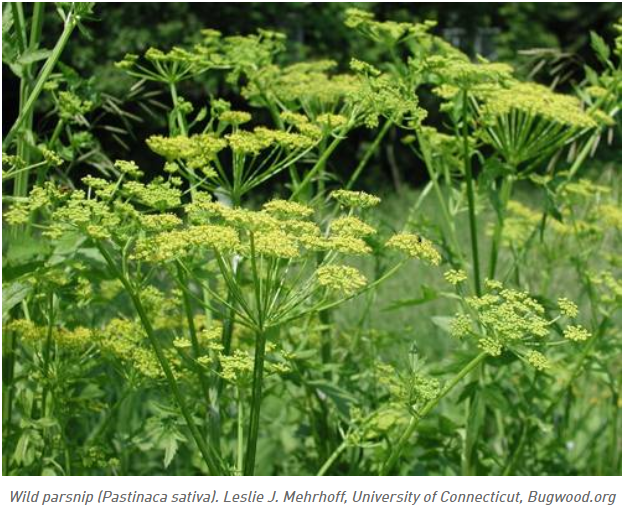 Wild parsnip (Pastinaca sativa). Leslie J. Mehrhoff, University of Connecticut, Bugwood.org